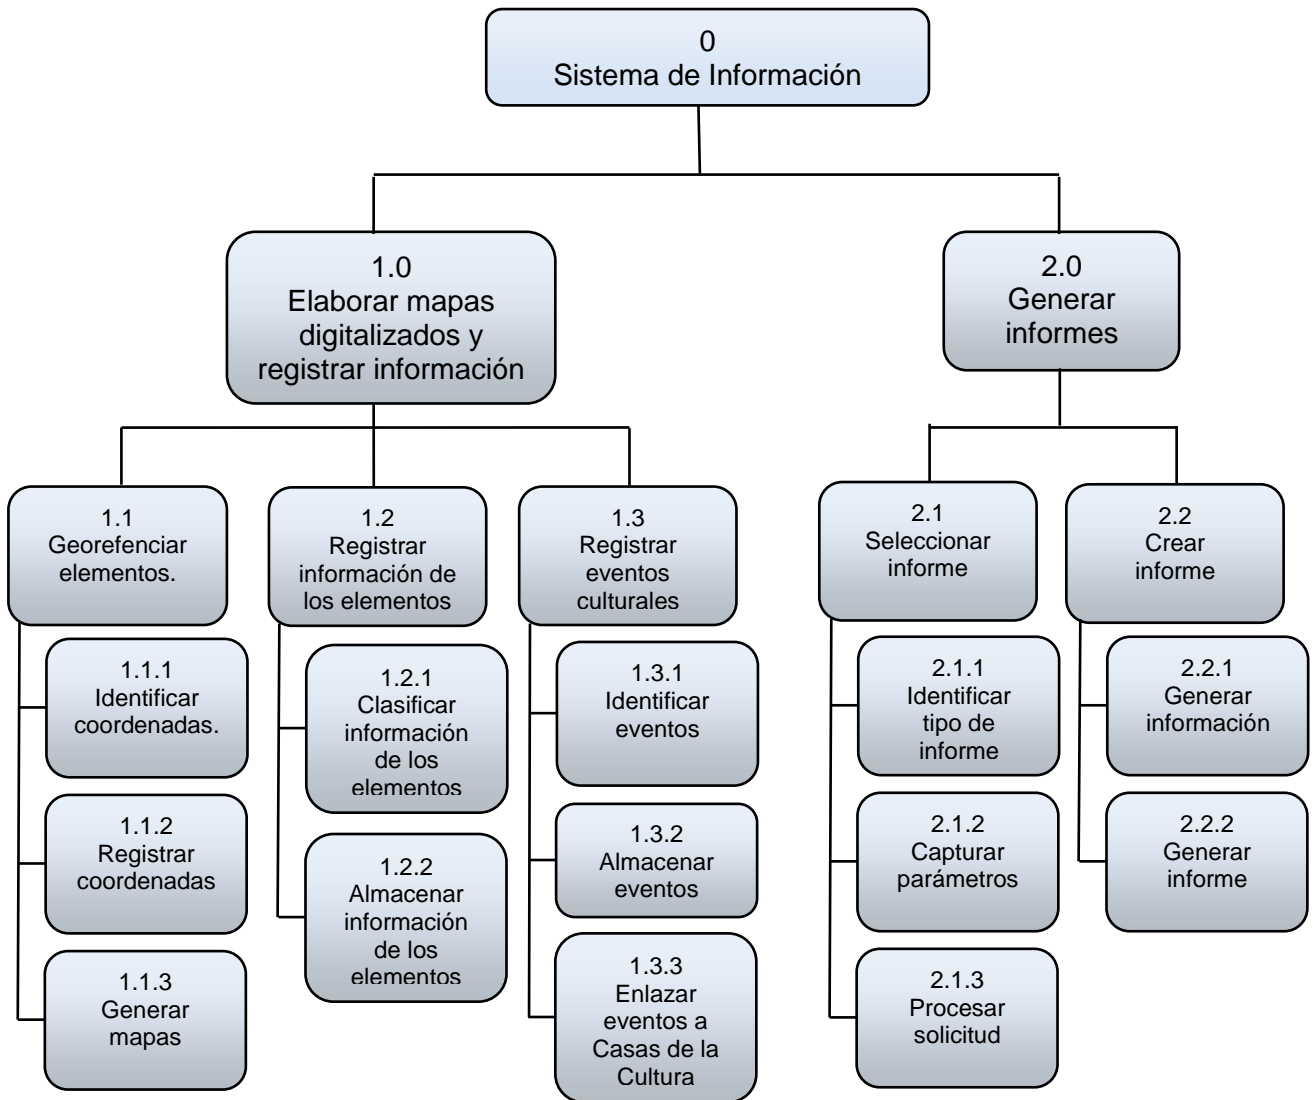 0
Sistema de Información
1.0
Elaborar mapas
digitalizados y
registrar información
2.0
Generar
informes
1.1
Georefenciar
elementos.
1.2
Registrar
información de
los elementos
1.3
Registrar
eventos
culturales
2.1
Seleccionar
informe
2.2
Crear
informe
1.1.1
Identificar
coordenadas.
1.2.1
Clasificar
información
de los
elementos
1.3.1
Identificar
eventos
2.1.1
Identificar
tipo de
informe
2.2.1
Generar
información
1.1.2
Registrar
coordenadas
1.2.2
Almacenar
información
de los
elementos
1.3.2
Almacenar
eventos
2.1.2
Capturar
parámetros
2.2.2
Generar
informe
1.1.3
Generar
mapas
1.3.3
Enlazar
eventos a
Casas de la
Cultura
2.1.3
Procesar
solicitud